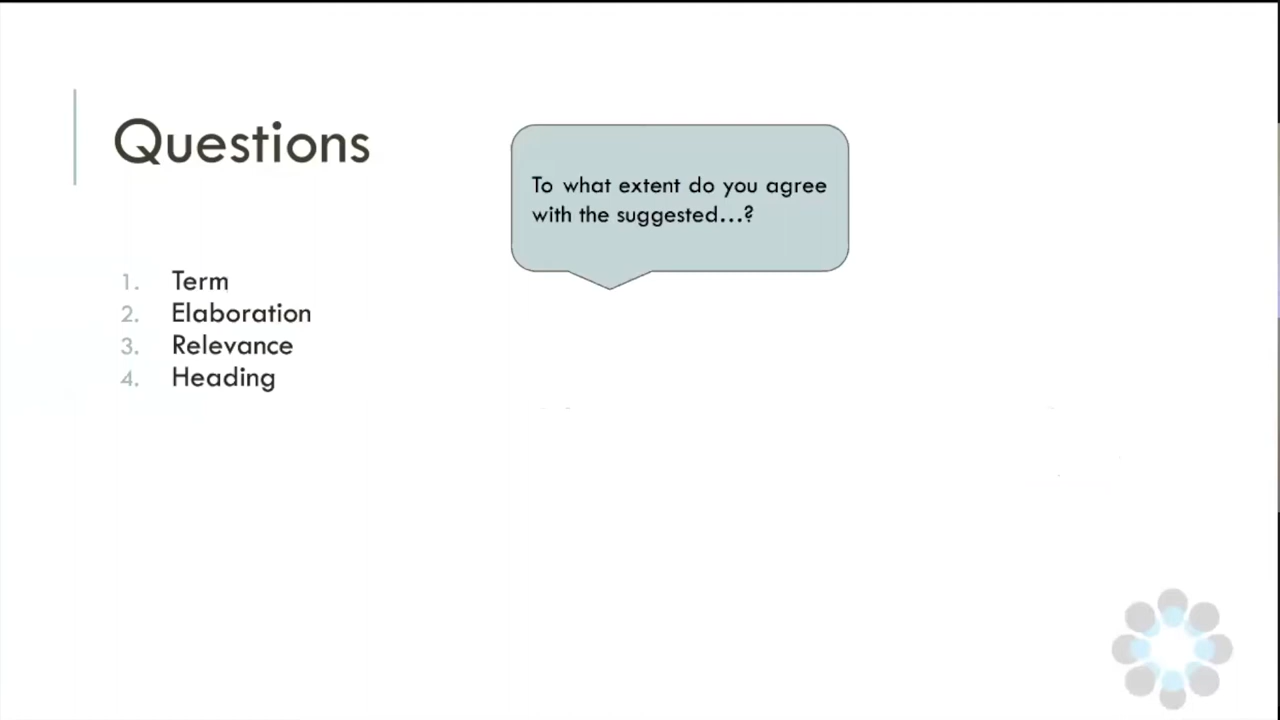 Questions
To what extent do you agree
with the suggested...?
1. Term
2. Elaboration
3. Relevance
4. Heading